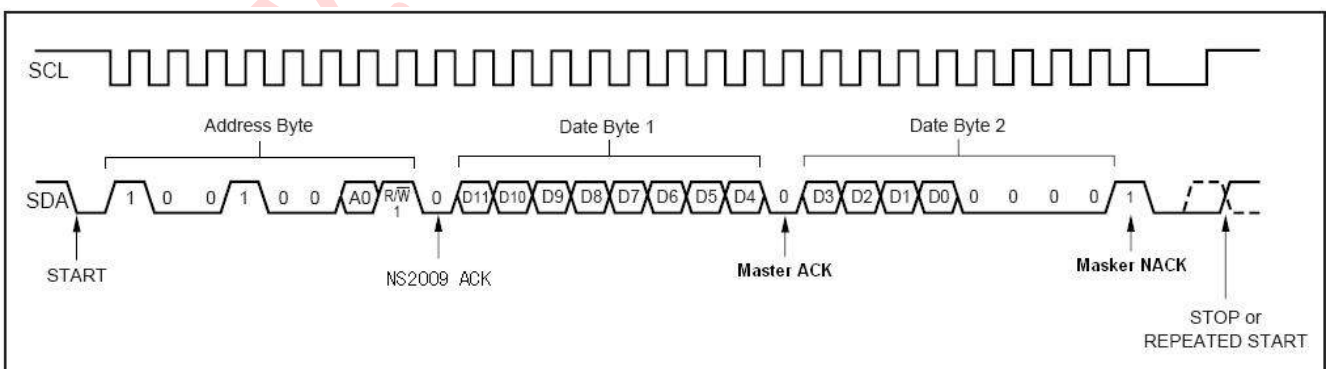 SCL
Address Byte Date Byte 1 Date Byte 2
SDA 1 0 0 1 0 0 A0 R/W̅ 1 0 D11 D10 D9 D8 D7 D6 D5 D4 0 D3 D2 D1 D0 0 0 0 0 1
START NS2009 ACK Master ACK Masker NACK
STOP or
REPEATED START